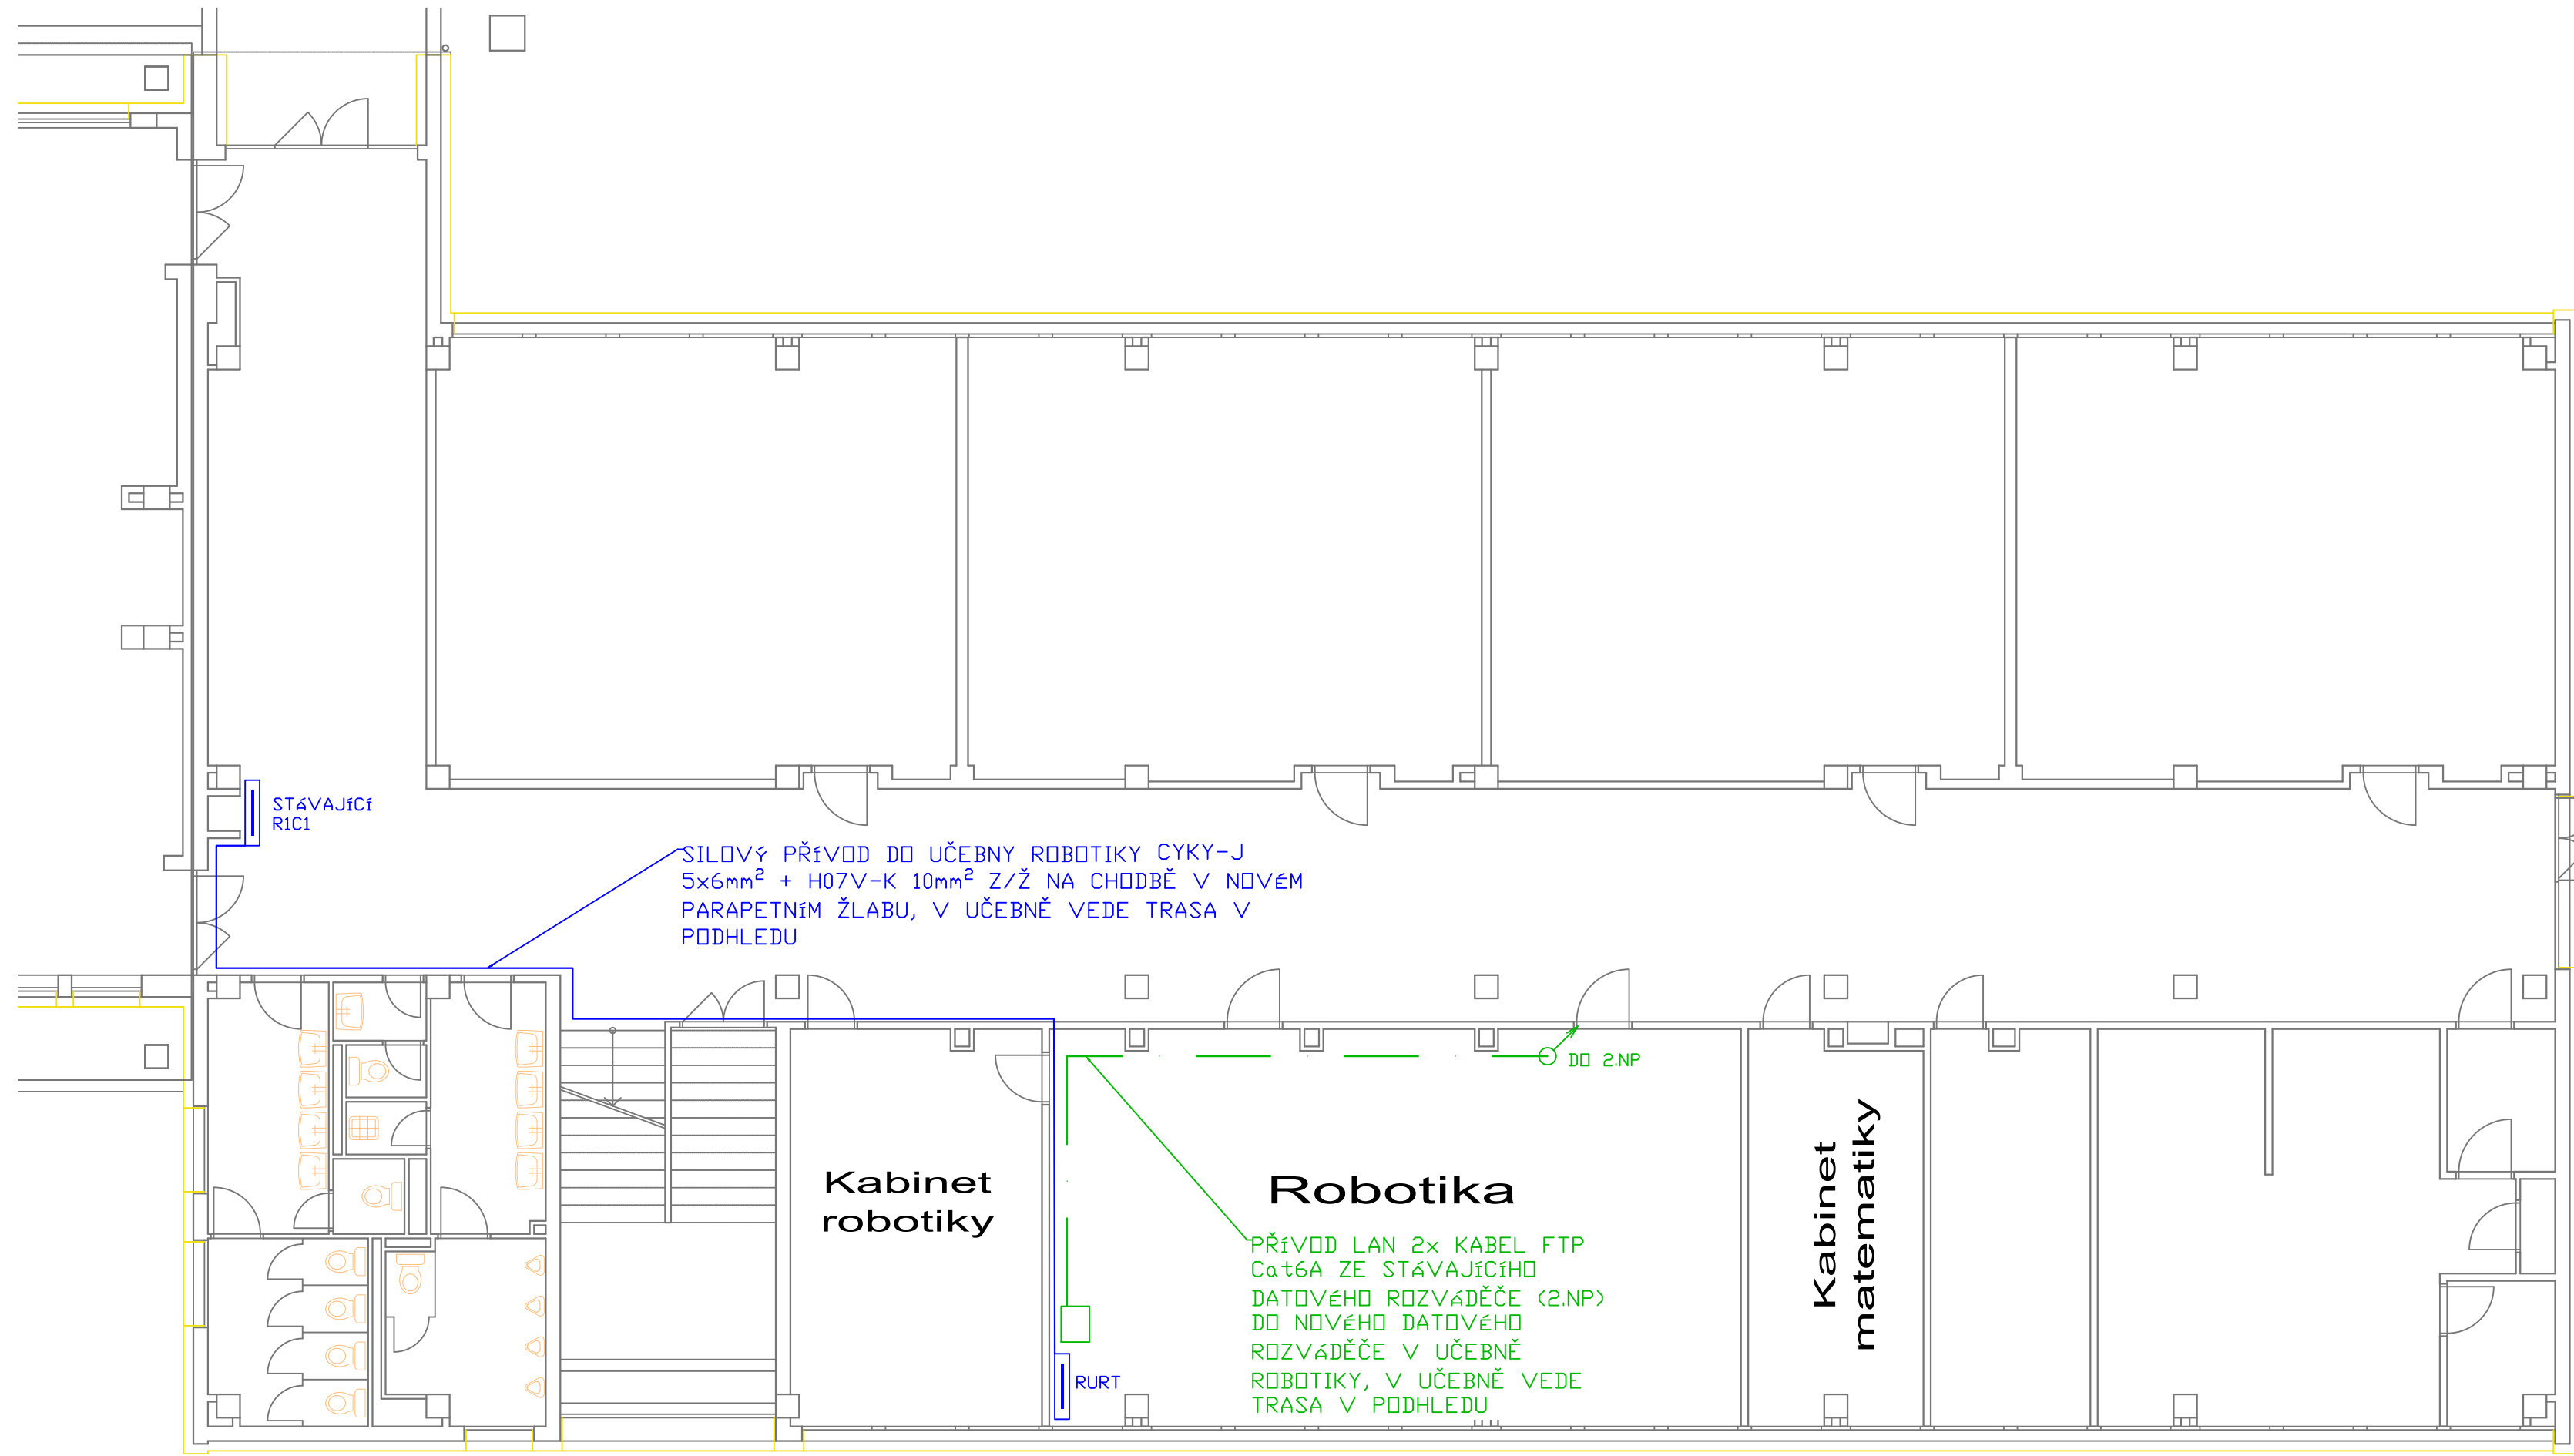 STÁVAJÍCÍ
R1C1
SILOVÝ PŘÍVOD DO UČEBNY ROBOTIKY CYKY-J
5x6mm² + H07V-K 10mm² Z/Ž NA CHODBĚ V NOVÉM
PARAPETNÍM ŽLABU, V UČEBNĚ VEDE TRASA V
PODHLEDU
DO 2.NP
Kabinet
robotiky
Robotika
Kabinet
matematiky
PŘÍVOD LAN 2x KABEL FTP
Cat6A ZE STÁVAJÍCÍHO
DATOVÉHO ROZVÁDĚČE (2.NP)
DO NOVÉHO DATOVÉHO
ROZVÁDĚČE V UČEBNĚ
ROBOTIKY, V UČEBNĚ VEDE
TRASA V PODHLEDU
RURT